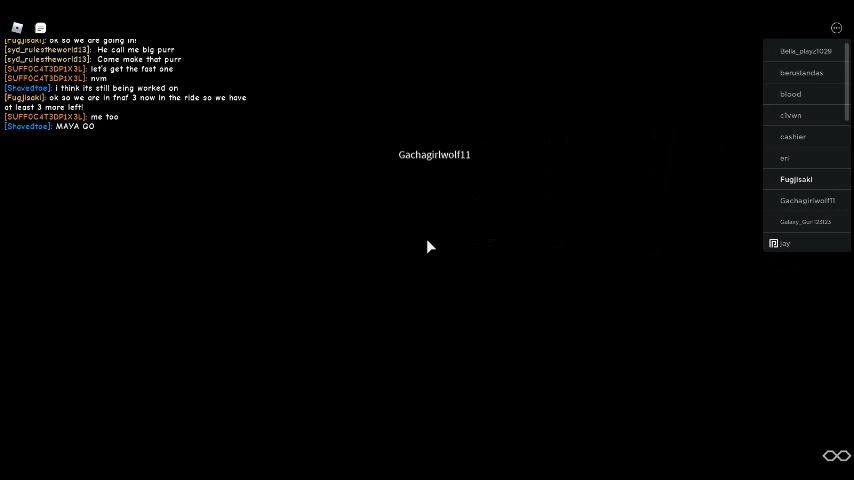 [Fugjisaki]: ok so we are going in!
[syd_rulestheworld13]: He call me big purr
[syd_rulestheworld13]: Come make that purr
[SUFF0C4T3DP1X3L]: let's get the fast one
[SUFF0C4T3DP1X3L]: nvm
[Shavedtoe]: i think its still being worked on
[Fugjisaki]: ok so we are in fnaf 3 now in the ride so we have
at least 3 more left!
[SUFF0C4T3DP1X3L]: me too
[Shavedtoe]: MAYA GO
Gachagirlwolf11
Bella_playz1029
berustandas
blood
c1vwn
cashier
eri
Fugjisaki
Gachagirlwolf11
Galaxy_Gurl123123
jay